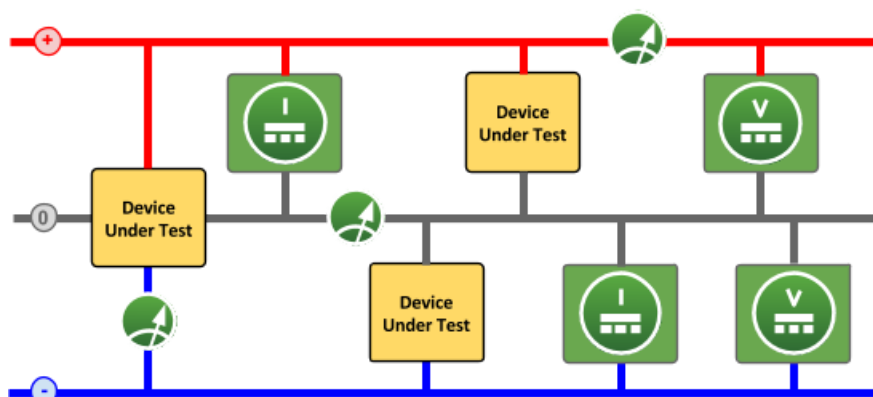 +
I
Device
Under Test
V
0
Device
Under Test
Device
Under Test
I
V
-